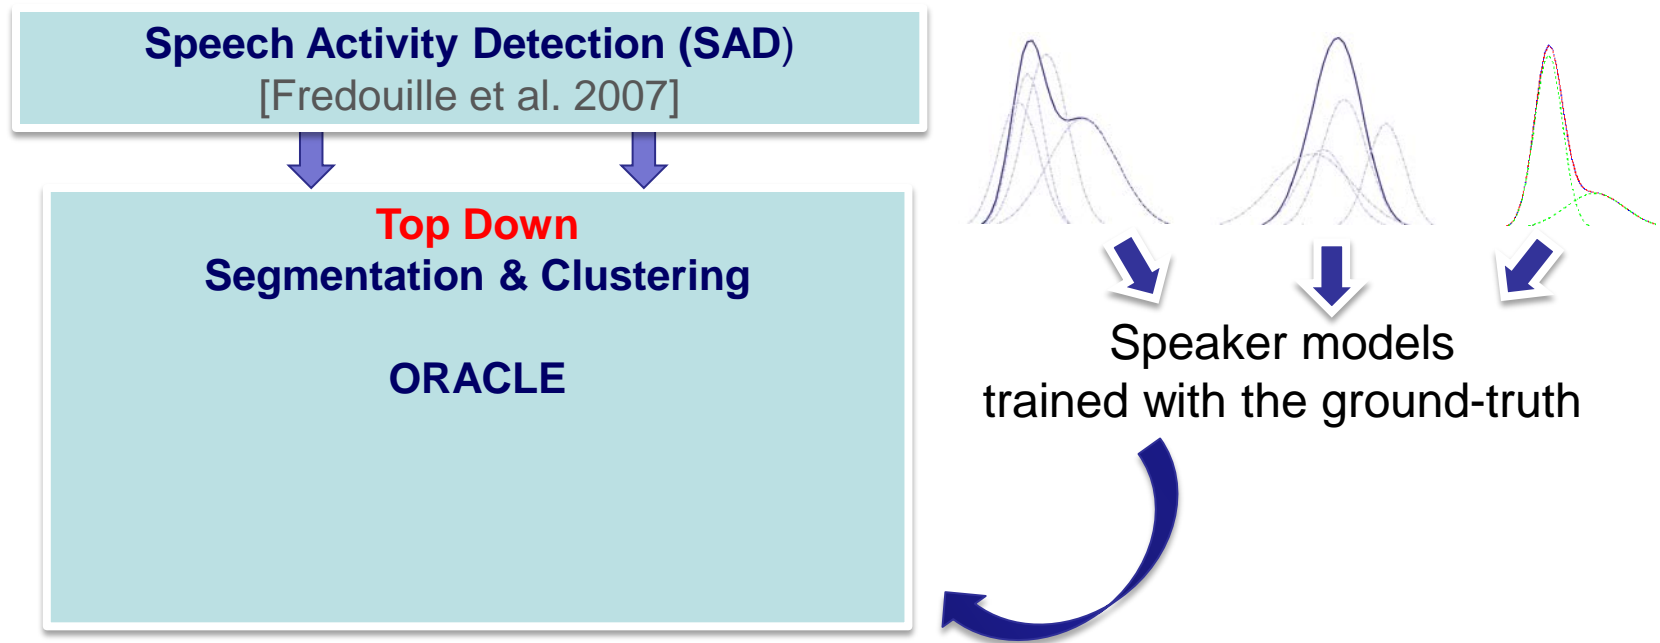 Speech Activity Detection (SAD)
[Fredouille et al. 2007]
Top Down
Segmentation & Clustering
ORACLE
Speaker models
trained with the ground-truth